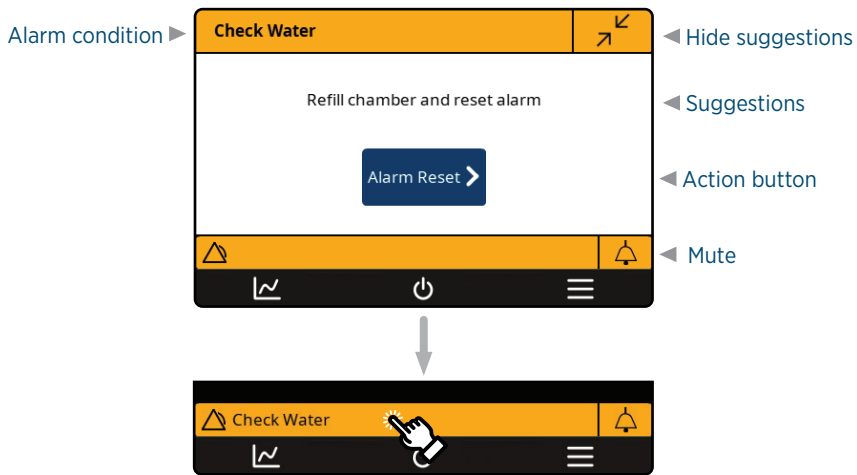 Alarm condition
Check Water
Hide suggestions
Refill chamber and reset alarm
Suggestions
Alarm Reset
Action button
Mute
Check Water